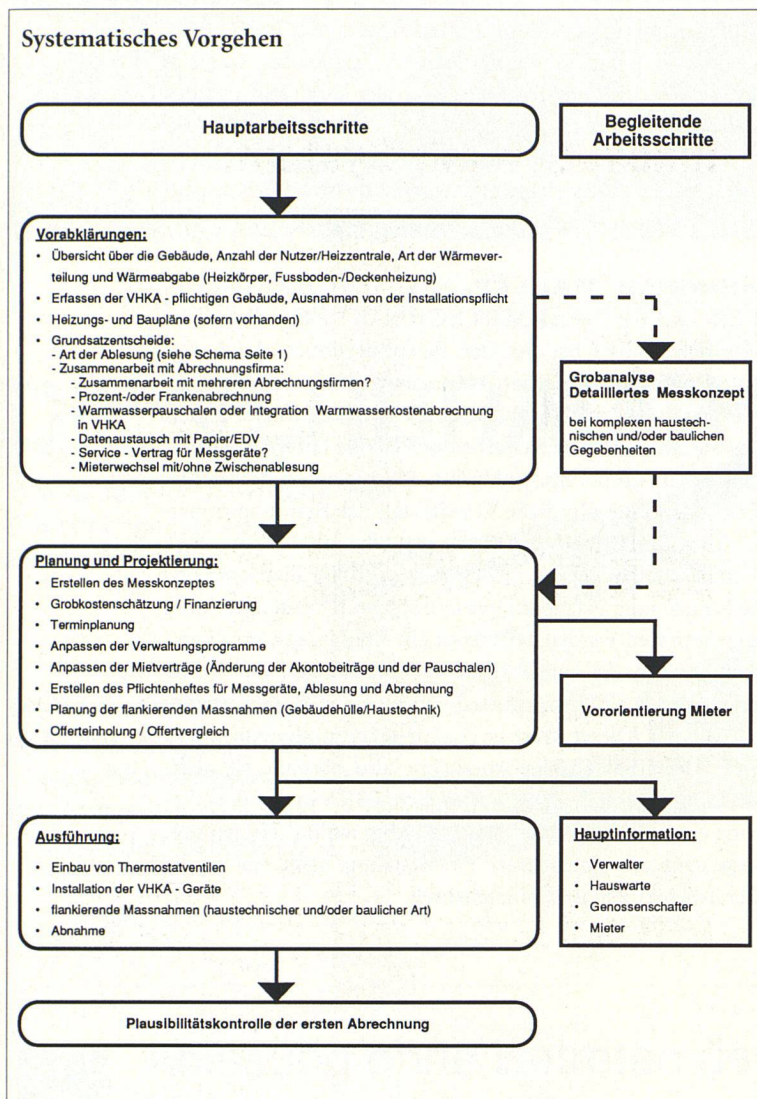 Systematisches Vorgehen
Hauptarbeitsschritte
Begleitende
Arbeitsschritte
Vorabklärungen:
• Übersicht über die Gebäude, Anzahl der Nutzer/Heizzentrale, Art der Wärmever-
teilung und Wärmeabgabe (Heizkörper, Fussboden-/Deckenheizung)
• Erfassen der VHKA - pflichtigen Gebäude, Ausnahmen von der Installationspflicht
• Heizungs- und Baupläne (sofern vorhanden)
• Grundsatzentscheide:
- Art der Ablesung (siehe Schema Seite 1)
- Zusammenarbeit mit Abrechnungsfirma:
- Zusammenarbeit mit mehreren Abrechnungsfirmen?
- Prozent-/oder Frankenabrechnung
- Warmwasserpauschalen oder Integration Warmwasserkostenabrechnung
in VHKA
- Datenaustausch mit Papier/EDV
- Service - Vertrag für Messgeräte?
- Mieterwechsel mit/ohne Zwischenablesung
Grobanalyse
Detailliertes Messkonzept
bei komplexen haustech-
nischen und/oder baulichen
Gegebenheiten
Planung und Projektierung:
• Erstellen des Messkonzeptes
• Grobkostenschätzung / Finanzierung
• Terminplanung
• Anpassen der Verwaltungsprogramme
• Anpassen der Mietverträge (Änderung der Akontobeiträge und der Pauschalen)
• Erstellen des Pflichtenheftes für Messgeräte, Ablesung und Abrechnung
• Planung der flankierenden Massnahmen (Gebäudehülle/Haustechnik)
• Offerteinholung / Offertvergleich
Vororientierung Mieter
Ausführung:
• Einbau von Thermostatventilen
• Installation der VHKA - Geräte
• flankierende Massnahmen (haustechnischer und/oder baulicher Art)
• Abnahme
Hauptinformation:
• Verwalter
• Hauswarte
• Genossenschafter
• Mieter
Plausibilitätskontrolle der ersten Abrechnung